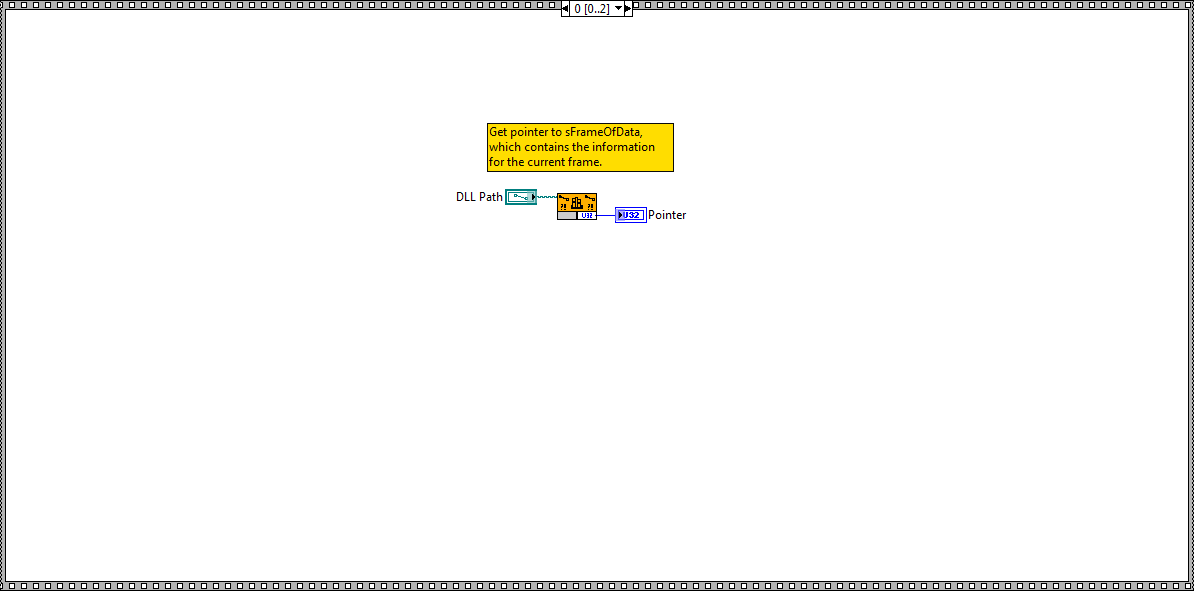 0 [0..2]
Get pointer to sFrameOfData,
which contains the information
for the current frame.
DLL Path
U32
U32
Pointer